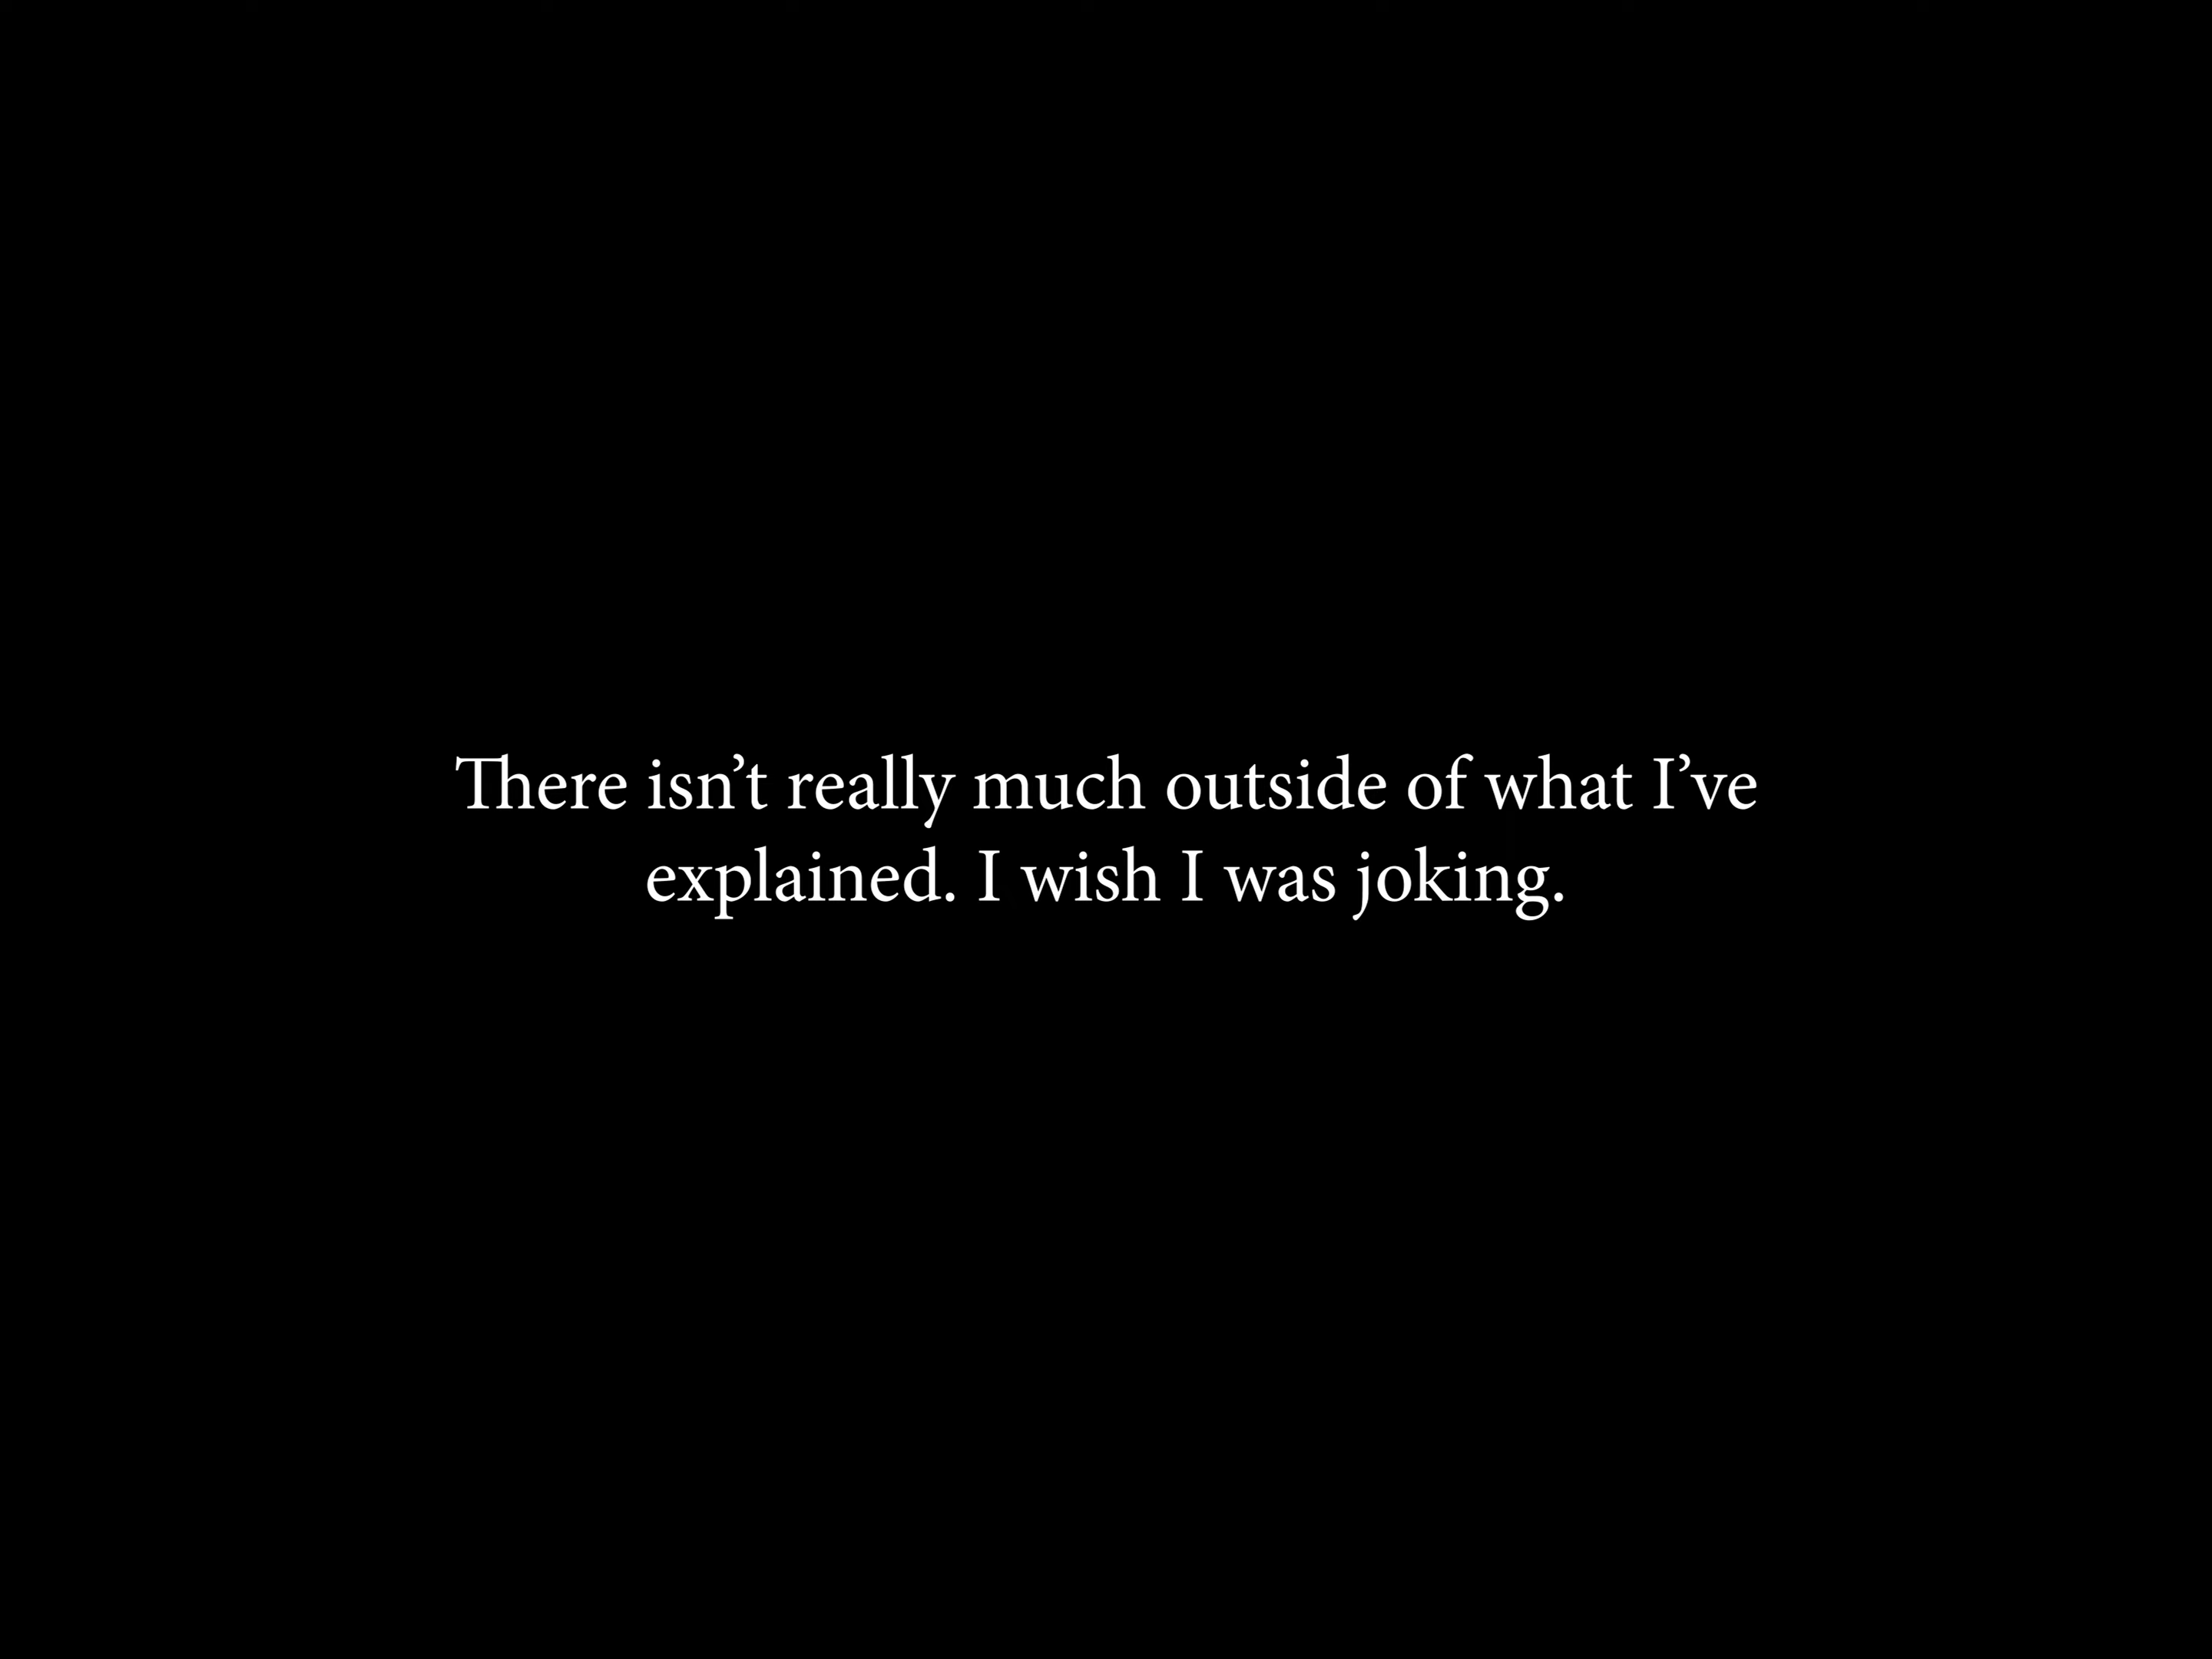 There isn’t really much outside of what I’ve
explained. I wish I was joking.